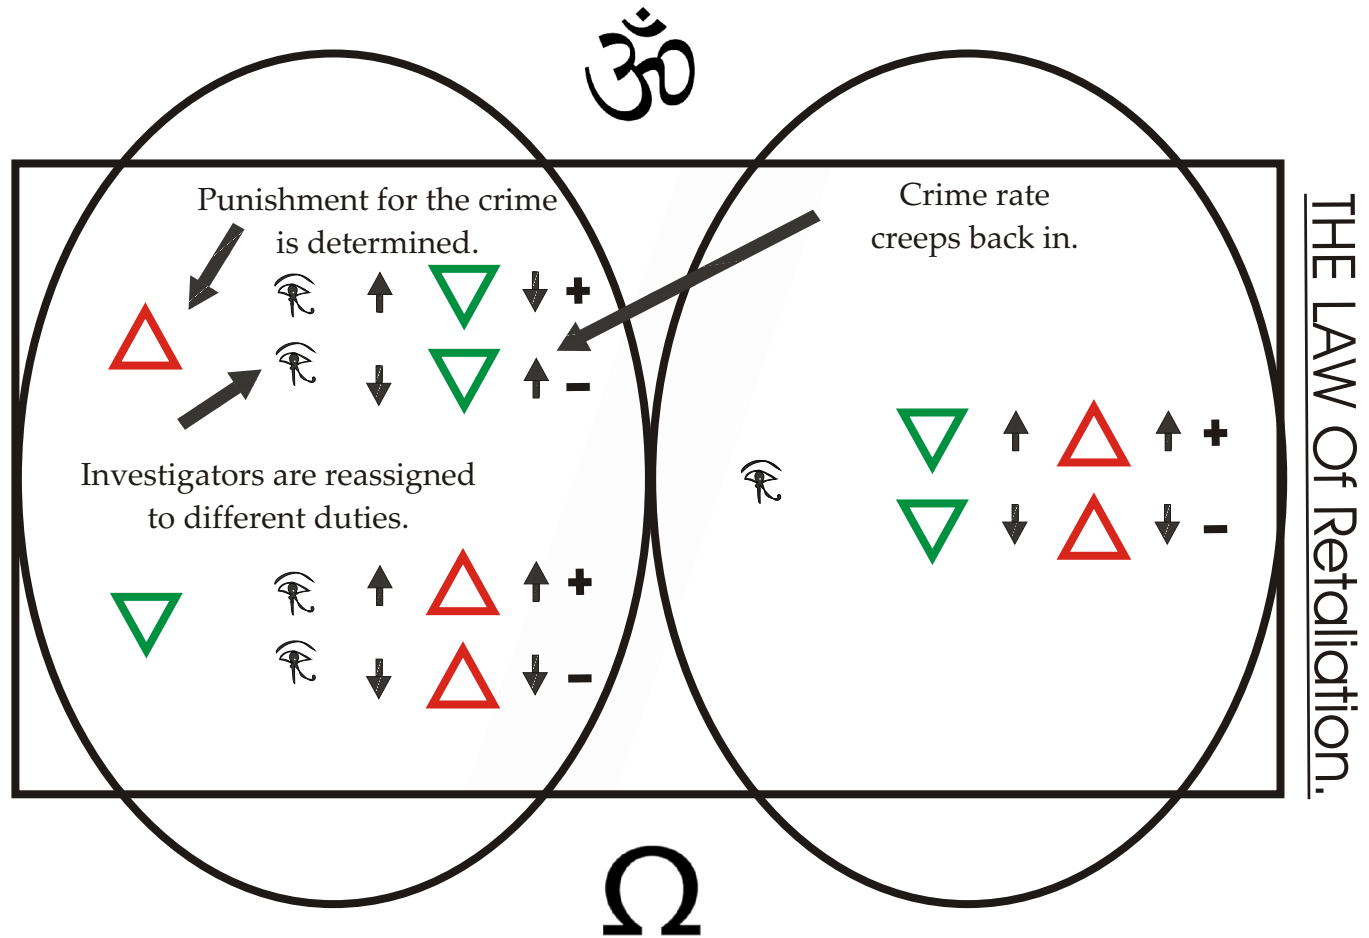 ॐ
Punishment for the crime
is determined.
Crime rate
creeps back in.
+
−
Investigators are reassigned
to different duties.
+
−
+
−
THE LAW Of Retaliation.
Ω